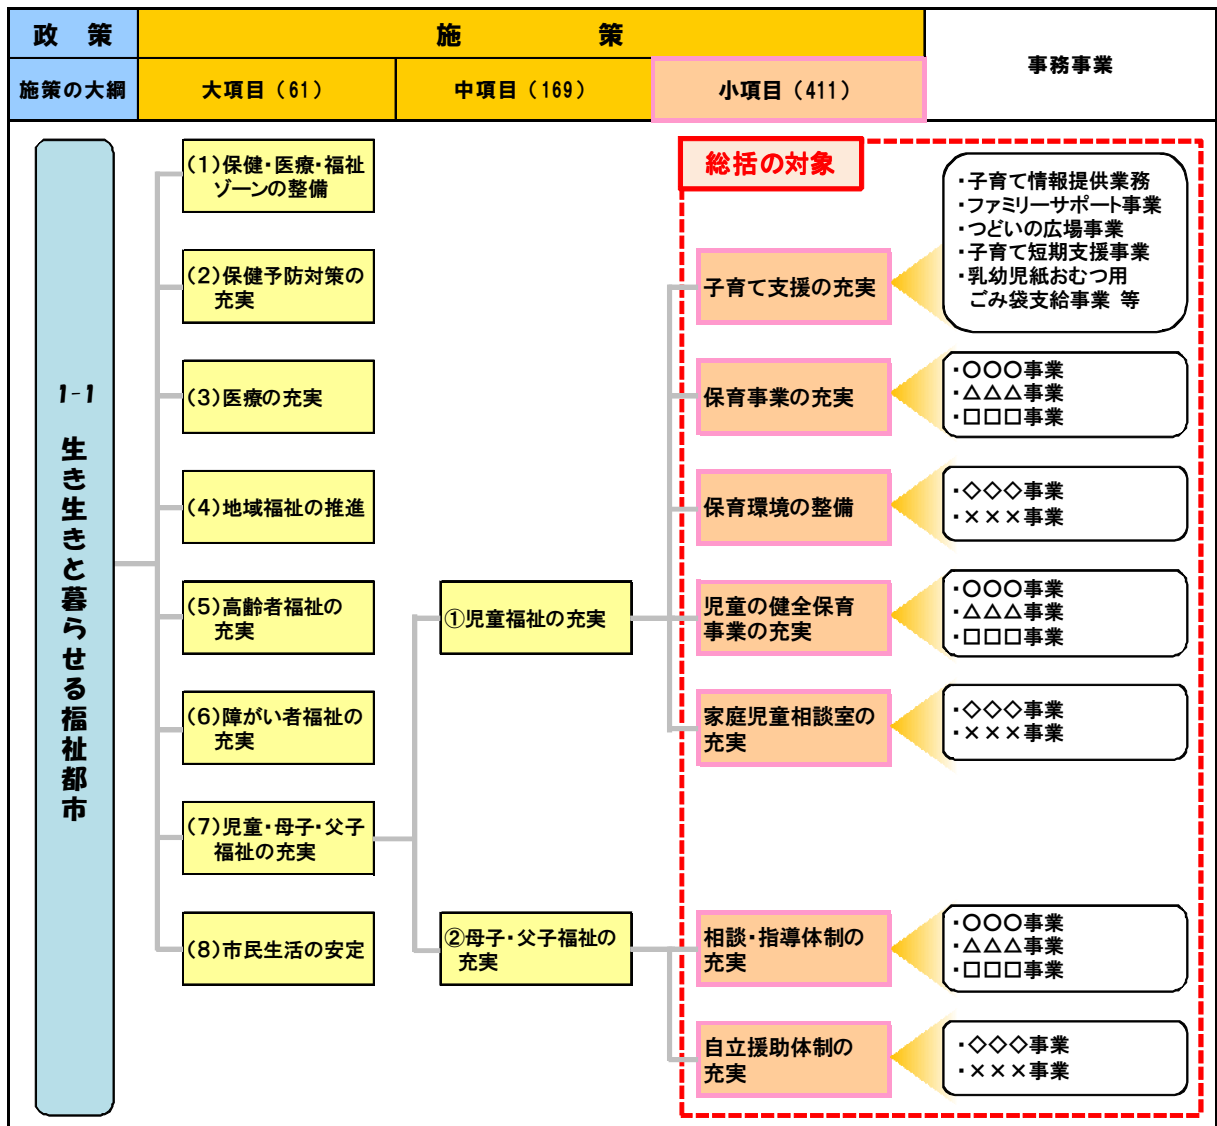 政　策
施　策
事務事業
施策の大綱
大項目（61）
中項目（169）
小項目（411）
総括の対象
1-1
生き生きと暮らせる福祉都市
(1)保健・医療・福祉
ゾーンの整備
(2)保健予防対策の
充実
(3)医療の充実
(4)地域福祉の推進
(5)高齢者福祉の
充実
(6)障がい者福祉の
充実
(7)児童・母子・父子
福祉の充実
(8)市民生活の安定
①児童福祉の充実
②母子・父子福祉の
充実
子育て支援の充実
・子育て情報提供業務
・ファミリーサポート事業
・つどいの広場事業
・子育て短期支援事業
・乳幼児紙おむつ用
ごみ袋支給事業 等
保育事業の充実
・○○○事業
・△△△事業
・□□□事業
保育環境の整備
・◇◇◇事業
・×××事業
児童の健全保育
事業の充実
・○○○事業
・△△△事業
・□□□事業
家庭児童相談室の
充実
・◇◇◇事業
・×××事業
相談・指導体制の
充実
・○○○事業
・△△△事業
・□□□事業
自立援助体制の
充実
・◇◇◇事業
・×××事業